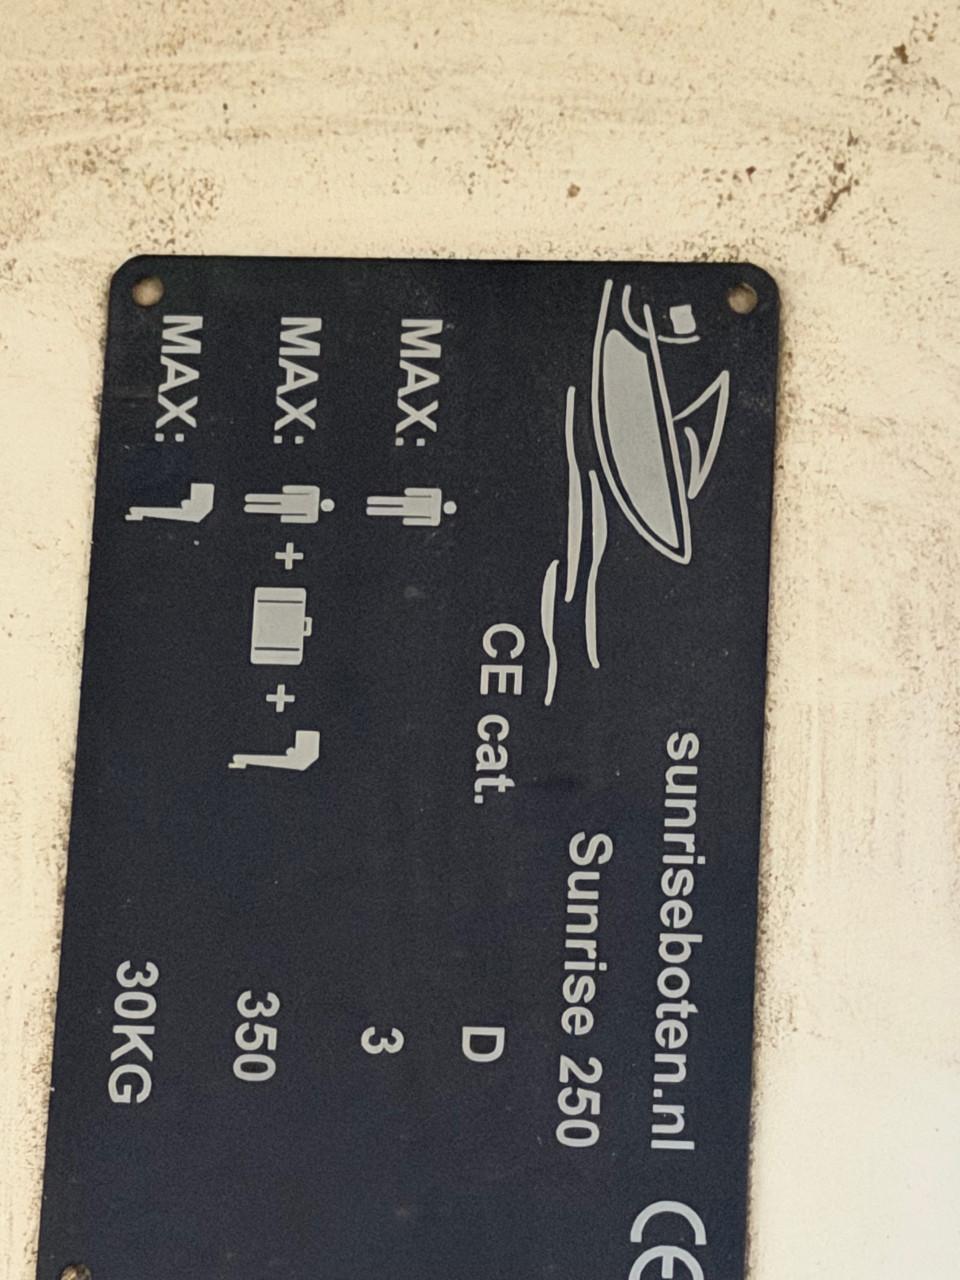 sunriseboten.nl CE
Sunrise 250
CE cat. D
MAX: 3
MAX: + + 350
MAX: 30KG